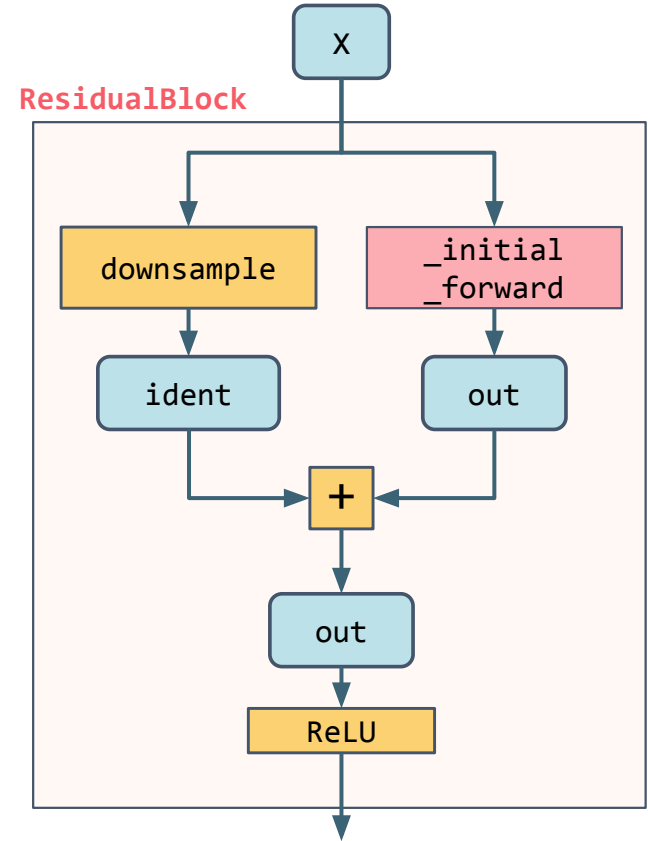 X
ResidualBlock
downsample
_initial
_forward
ident
out
+
out
ReLU